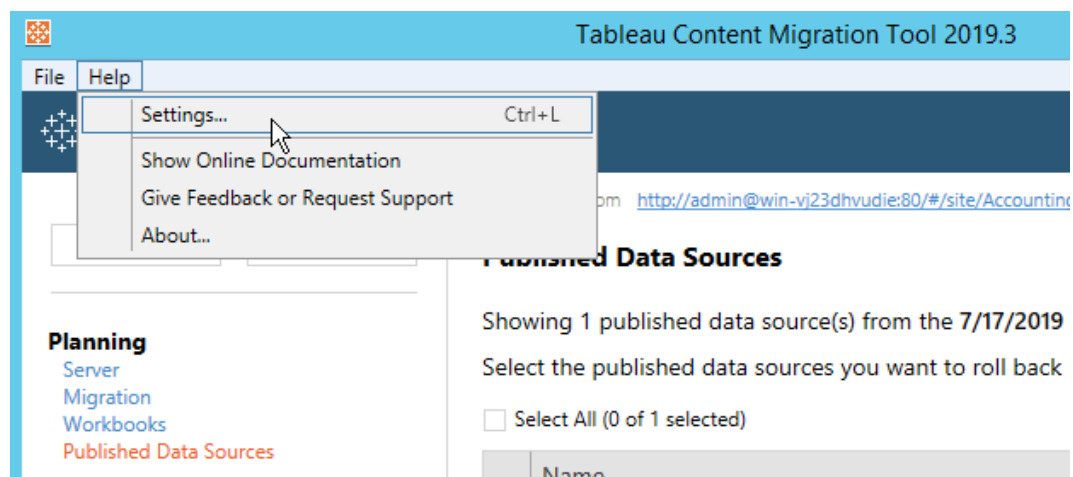 Tableau Content Migration Tool 2019.3
File Help
Settings... Ctrl+L
Show Online Documentation
Give Feedback or Request Support
About...
http://admin@win-vj23dhvudie:80/#/site/Accounting
Published Data Sources
Showing 1 published data source(s) from the 7/17/2019
Select the published data sources you want to roll back
Select All (0 of 1 selected)
Name
Planning
Server
Migration
Workbooks
Published Data Sources